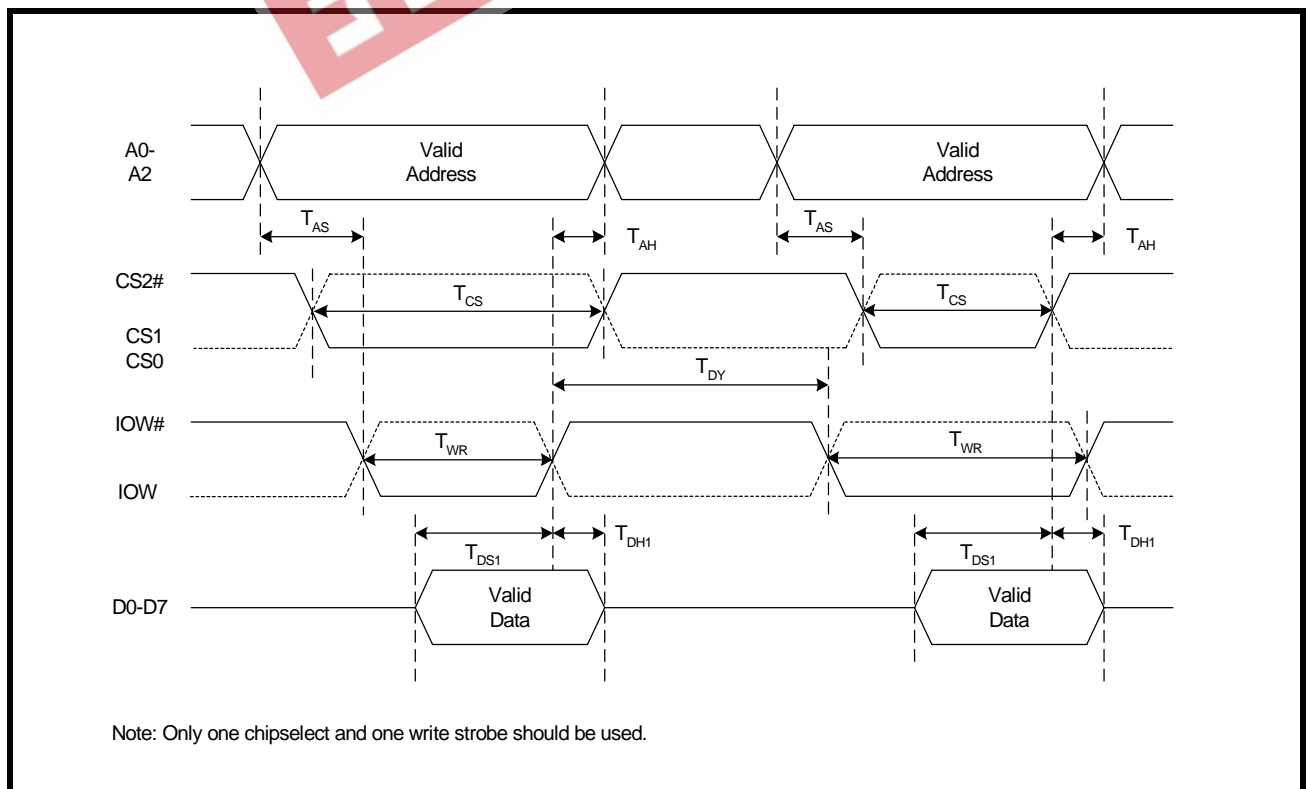 A0-
A2
Valid
Address
Valid
Address
TAS
TAH
TAS
TAH
CS2#
CS1
CS0
TCS
TCS
TDY
IOW#
IOW
TWR
TWR
TDS1
TDH1
TDS1
TDH1
D0-D7
Valid
Data
Valid
Data
Note: Only one chipselect and one write strobe should be used.